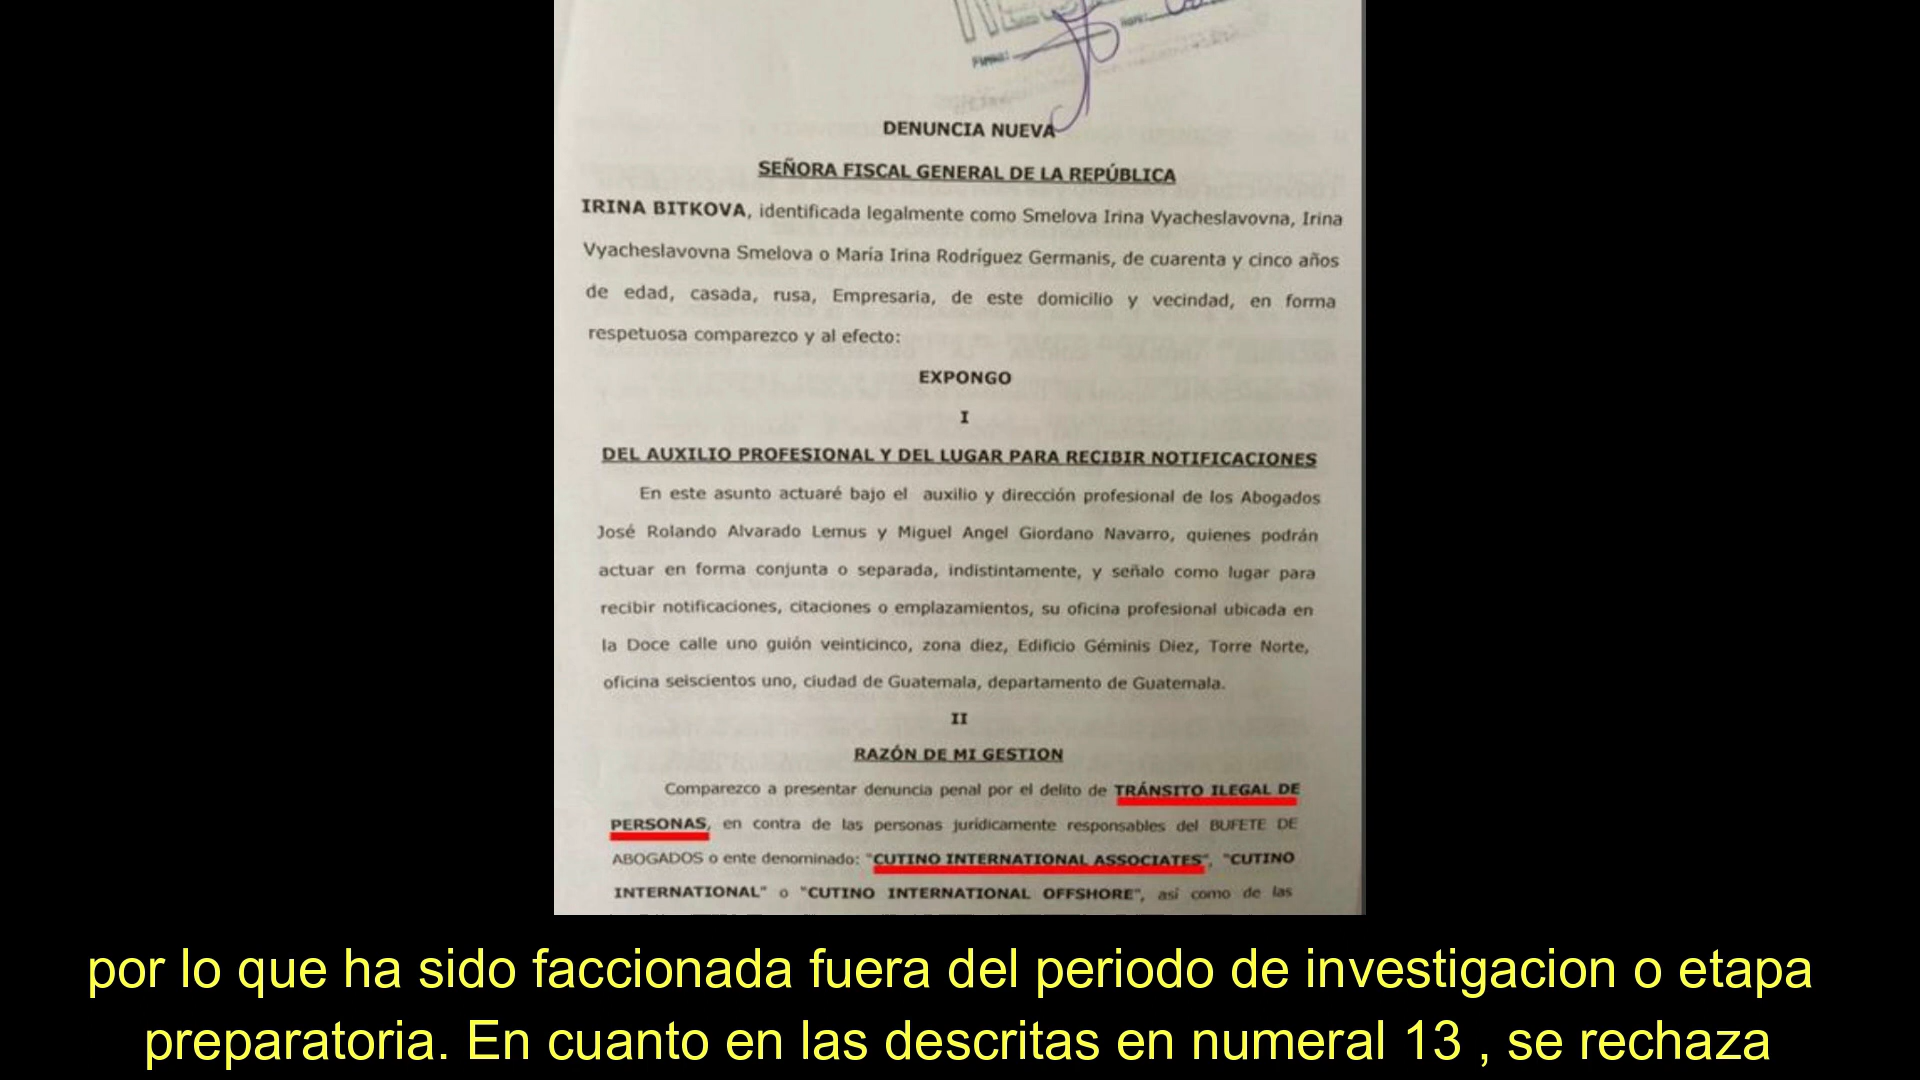 Firma:
DENUNCIA NUEVA
SEÑORA FISCAL GENERAL DE LA REPÚBLICA
IRINA BITKOVA, identificada legalmente como Smelova Irina Vyacheslavovna, Irina
Vyacheslavovna Smelova o María Irina Rodríguez Germanis, de cuarenta y cinco años
de edad, casada, rusa, Empresaria, de este domicilio y vecindad, en forma
respetuosa comparezco y al efecto:
EXPONGO
I
DEL AUXILIO PROFESIONAL Y DEL LUGAR PARA RECIBIR NOTIFICACIONES
En este asunto actuaré bajo el auxilio y dirección profesional de los Abogados
José Rolando Alvarado Lemus y Miguel Angel Giordano Navarro, quienes podrán
actuar en forma conjunta o separada, indistintamente, y señalo como lugar para
recibir notificaciones, citaciones o emplazamientos, su oficina profesional ubicada en
la Doce calle uno guión veinticinco, zona diez, Edificio Géminis Diez, Torre Norte,
oficina seiscientos uno, ciudad de Guatemala, departamento de Guatemala.
II
RAZÓN DE MI GESTION
Comparezco a presentar denuncia penal por el delito de TRÁNSITO ILEGAL DE
PERSONAS, en contra de las personas jurídicamente responsables del BUFETE DE
ABOGADOS o ente denominado: "CUTINO INTERNATIONAL ASSOCIATES", "CUTINO
INTERNATIONAL" o "CUTINO INTERNATIONAL OFFSHORE", así como de las
por lo que ha sido faccionada fuera del periodo de investigacion o etapa
preparatoria. En cuanto en las descritas en numeral 13 , se rechaza